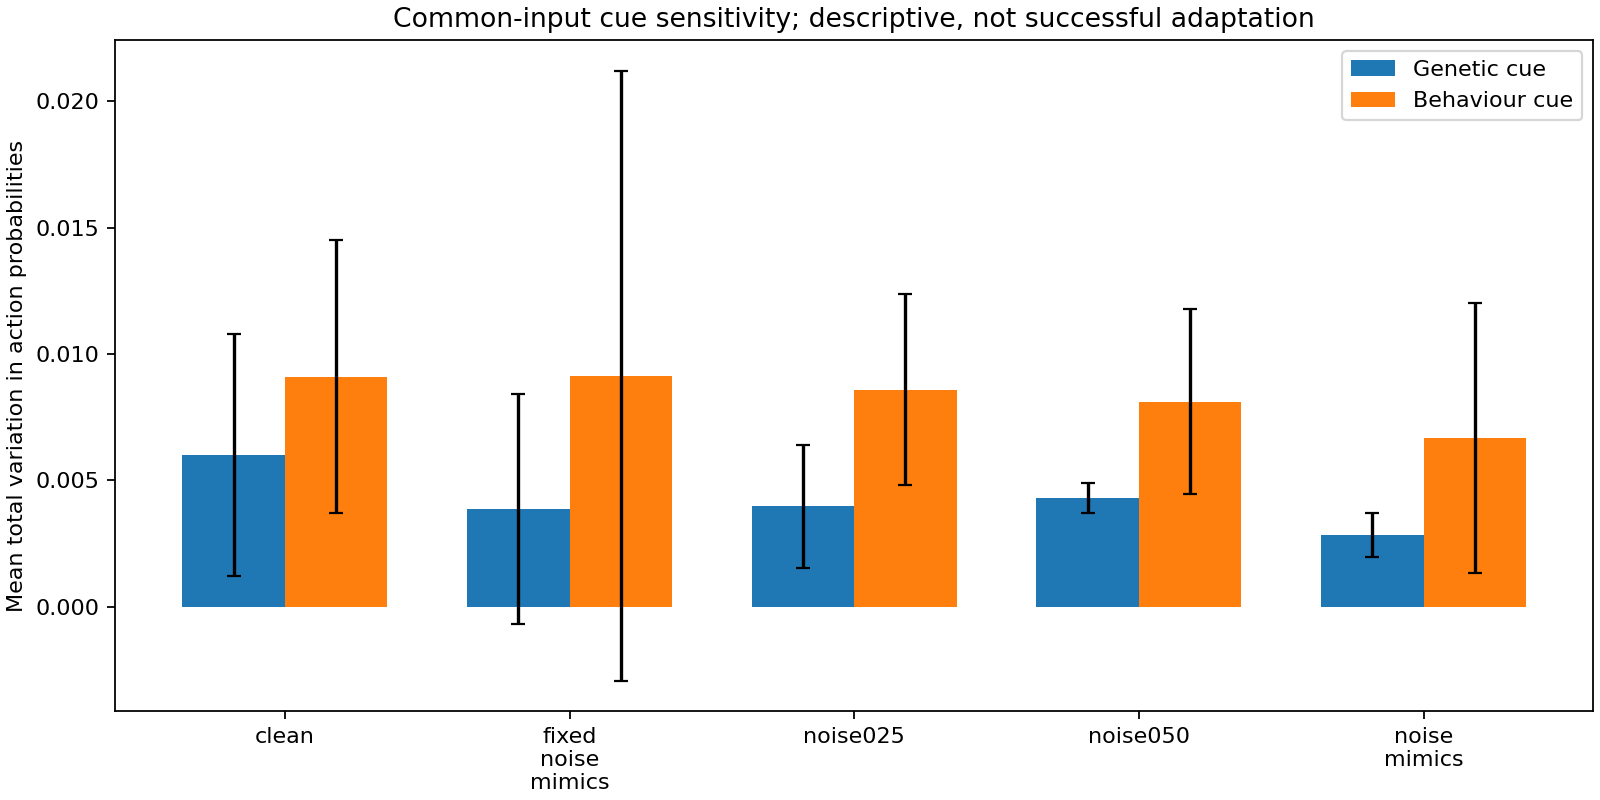 Common-input cue sensitivity; descriptive, not successful adaptation
Genetic cue
Behaviour cue
Mean total variation in action probabilities
0.020
0.015
0.010
0.005
0.000
clean
fixed
noise
mimics
noise025
noise050
noise
mimics